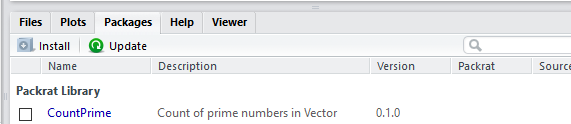 Files Plots Packages Help Viewer
Install Update
Name Description Version Packrat Source
Packrat Library
CountPrime Count of prime numbers in Vector 0.1.0